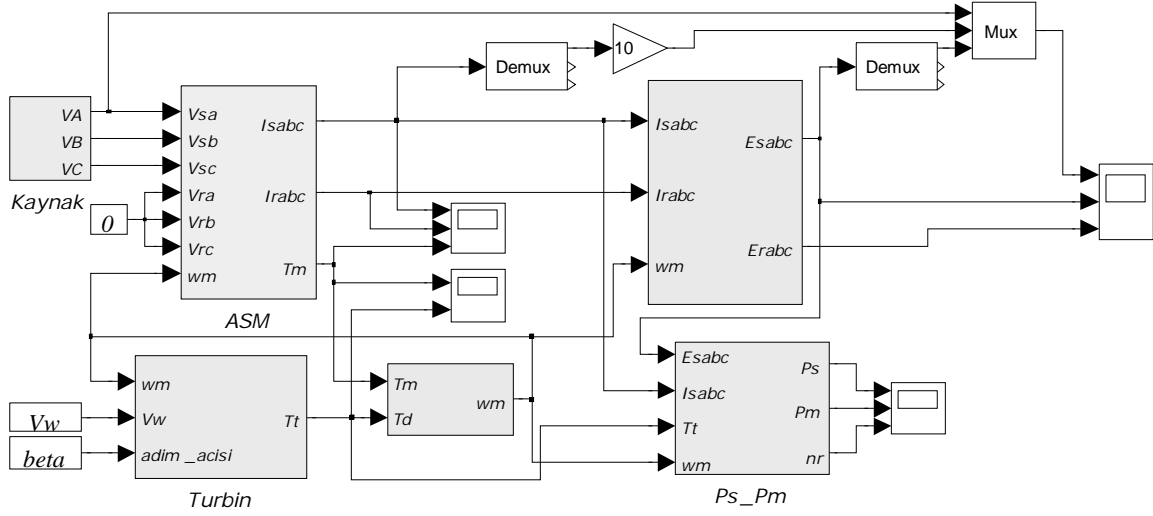 10
Mux
Demux
Demux
VA
VB
VC
Kaynak
0
Vsa
Vsb
Vsc
Vra
Vrb
Vrc
wm
Isabc
Irabc
Tm
ASM
Isabc
Irabc
wm
Esabc
Erabc
Vw
beta
wm
Vw
adim_acisi
Tt
Turbin
Tm
Td
wm
Esabc
Isabc
Tt
wm
Ps
Pm
nr
Ps_Pm